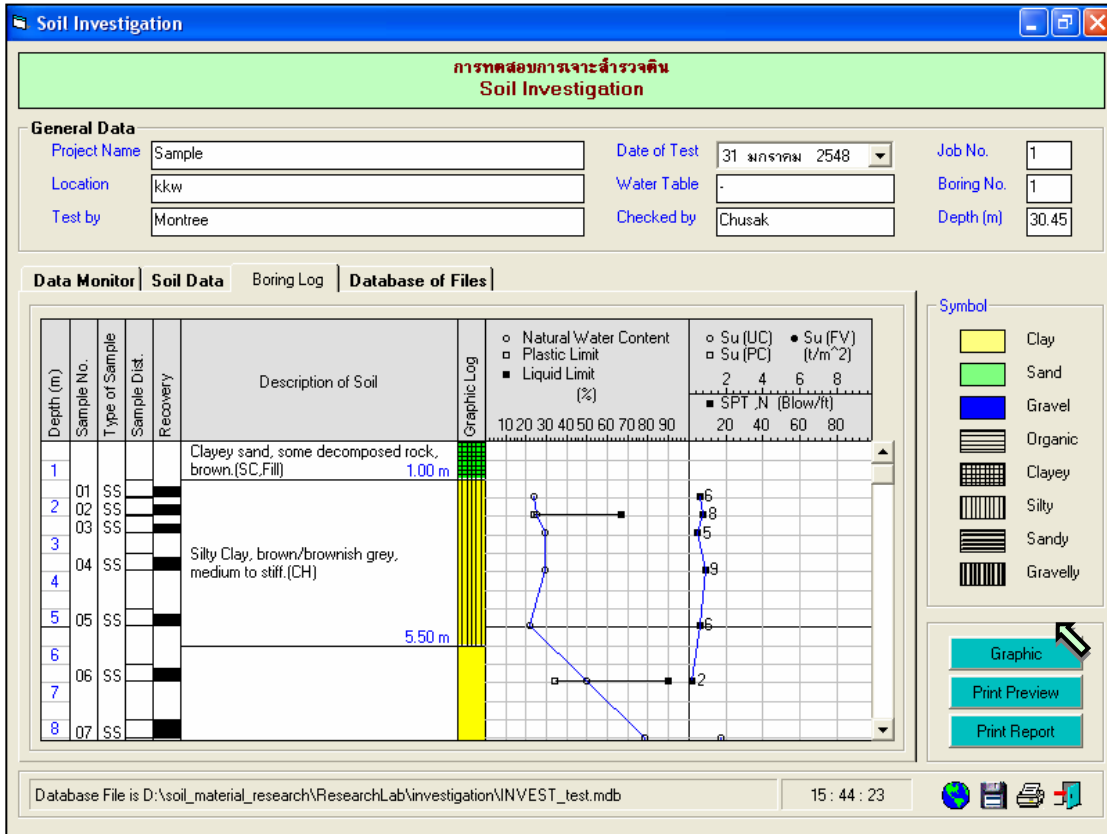 Soil Investigation
การทดสอบการเจาะสำรวจดิน
Soil Investigation
General Data
Project Name Sample Date of Test 31 มกราคม 2548 Job No. 1
Location kkw Water Table - Boring No. 1
Test by Montree Checked by Chusak Depth (m) 30.45
Data Monitor Soil Data Boring Log Database of Files
Depth (m) Sample No. Type of Sample Sample Dist. Recovery Description of Soil Graphic Log
Natural Water Content
Plastic Limit
Liquid Limit
(%)
10 20 30 40 50 60 70 80 90
Su (UC) Su (FV)
Su (PC) (t/m^2)
2 4 6 8
SPT ,N (Blow/ft)
20 40 60 80
Clayey sand, some decomposed rock,
1 brown.(SC,Fill) 1.00 m
01 SS 6
2 02 SS 8
03 SS 5
3
Silty Clay, brown/brownish grey,
04 SS medium to stiff.(CH) 9
4
5 05 SS 6
5.50 m
6
06 SS 2
7
8 07 SS
Symbol
Clay
Sand
Gravel
Organic
Clayey
Silty
Sandy
Gravelly
Graphic
Print Preview
Print Report
Database File is D:\soil_material_research\ResearchLab\investigation\INVEST_test.mdb 15 : 44 : 23